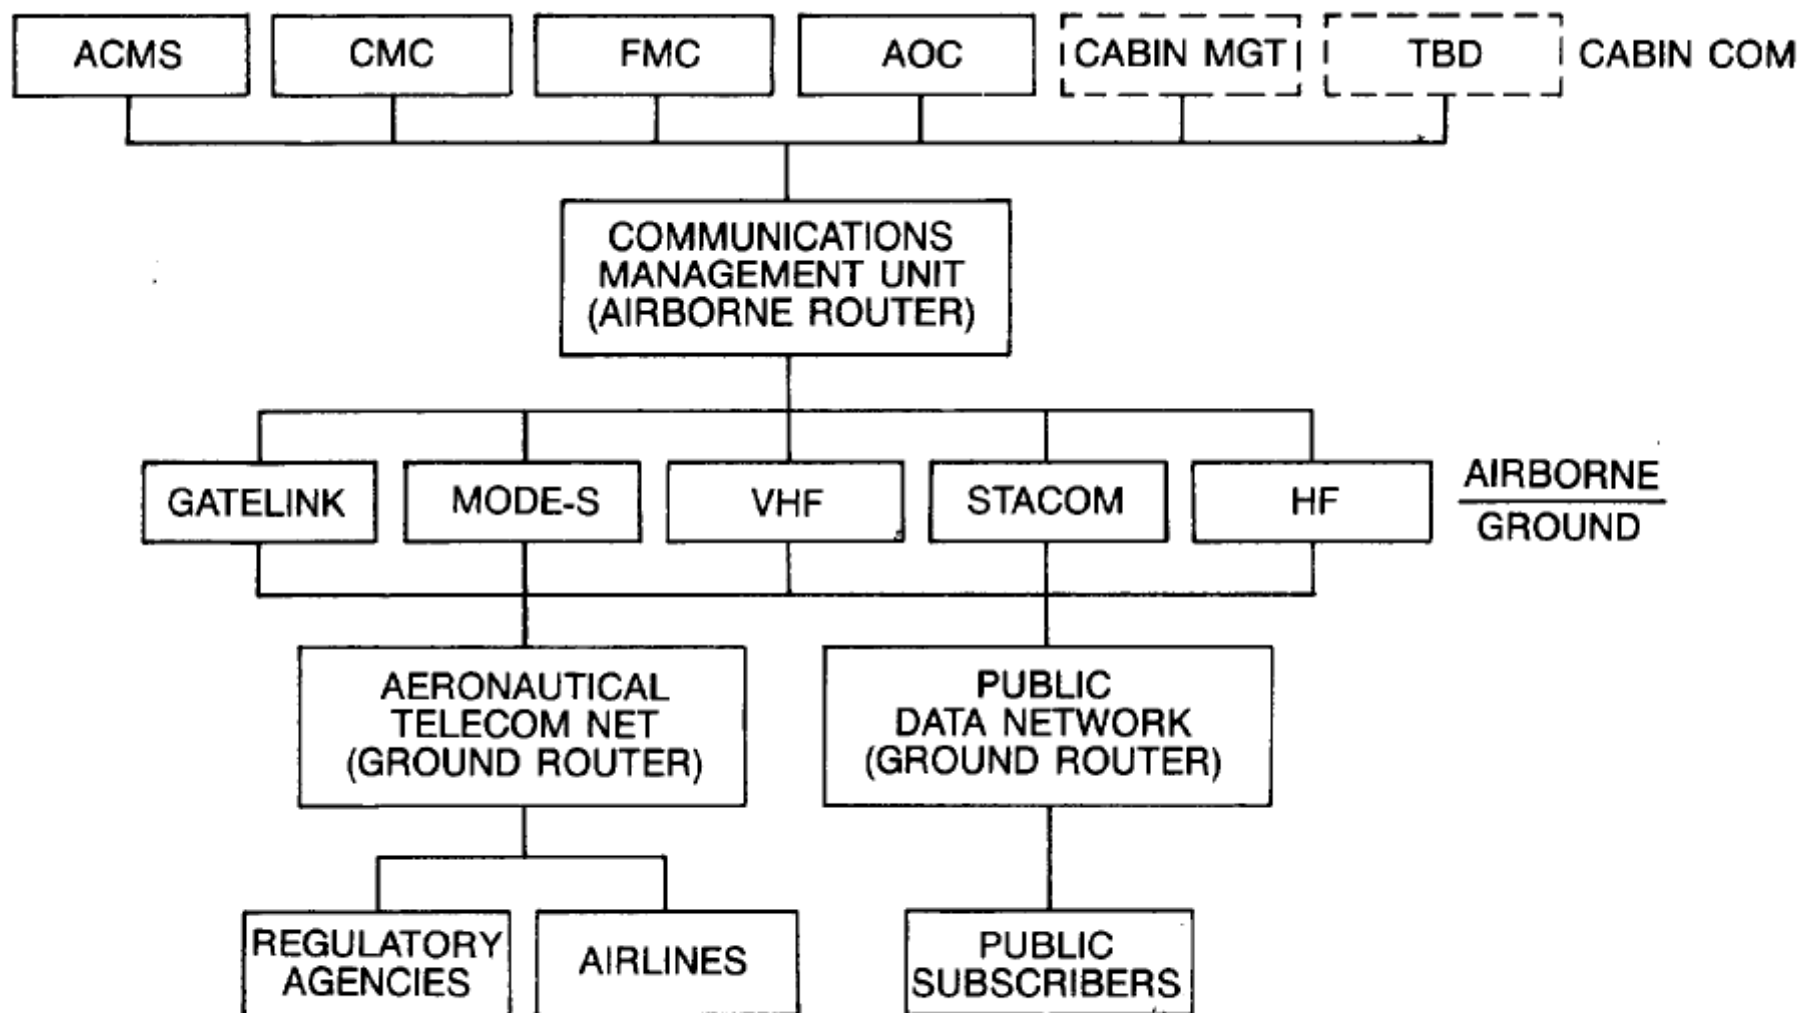 ACMS
CMC
FMC
AOC
CABIN MGT
TBD
CABIN COM
COMMUNICATIONS
MANAGEMENT UNIT
(AIRBORNE ROUTER)
GATELINK
MODE-S
VHF
STACOM
HF
AIRBORNE
GROUND
AERONAUTICAL
TELECOM NET
(GROUND ROUTER)
PUBLIC
DATA NETWORK
(GROUND ROUTER)
REGULATORY
AGENCIES
AIRLINES
PUBLIC
SUBSCRIBERS